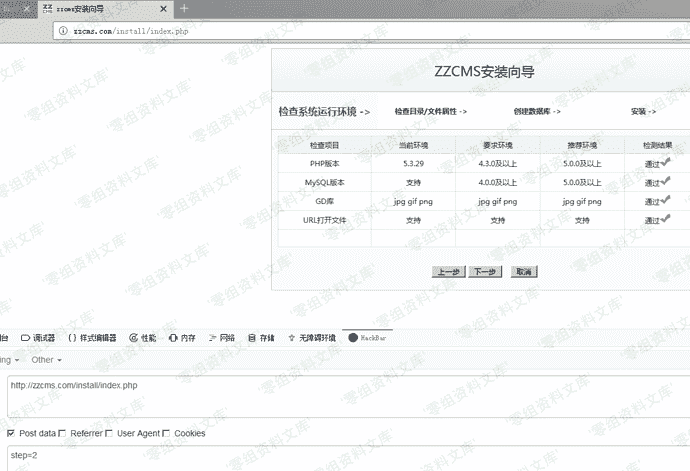 zzcms安装向导
zzcms.com/install/index.php
ZZCMS安装向导
检查系统运行环境 -> 检查目录/文件属性 -> 创建数据库 -> 安装 ->
检查项目 当前环境 要求环境 推荐环境 检测结果
PHP版本 5.3.29 4.3.0及以上 5.0.0及以上 通过
MySQL版本 支持 4.0.0及以上 5.0.0及以上 通过
GD库 jpg gif png jpg gif png jpg gif png 通过
URL打开文件 支持 支持 支持 通过
上一步 下一步 取消
台 调试器 {} 样式编辑器 性能 内存 网络 存储 无障碍环境 HackBar
ing Other
http://zzcms.com/install/index.php
Post data Referrer User Agent Cookies
step=2
零组资料文库